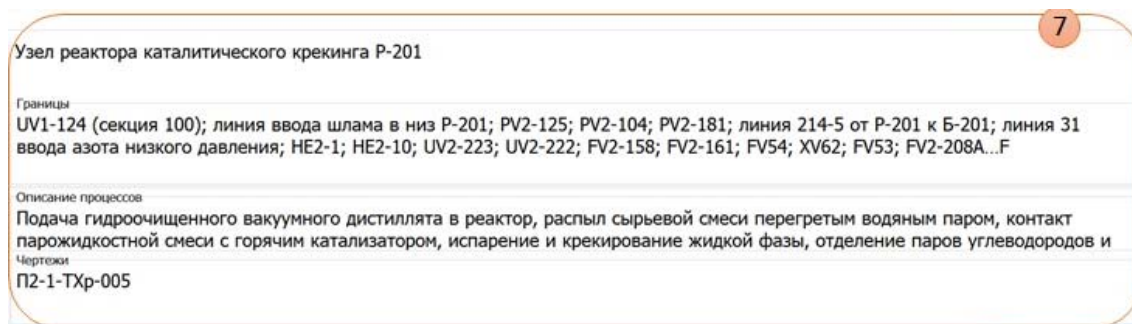 7
Узел реактора каталитического крекинга Р-201
Границы
UV1-124 (секция 100); линия ввода шлама в низ Р-201; PV2-125; PV2-104; PV2-181; линия 214-5 от Р-201 к Б-201; линия 31
ввода азота низкого давления; НЕ2-1; НЕ2-10; UV2-223; UV2-222; FV2-158; FV2-161; FV54; XV62; FV53; FV2-208A...F
Описание процессов
Подача гидроочищенного вакуумного дистиллята в реактор, распыл сырьевой смеси перегретым водяным паром, контакт
парожидкостной смеси с горячим катализатором, испарение и крекирование жидкой фазы, отделение паров углеводородов и
Чертежи
П2-1-ТХр-005